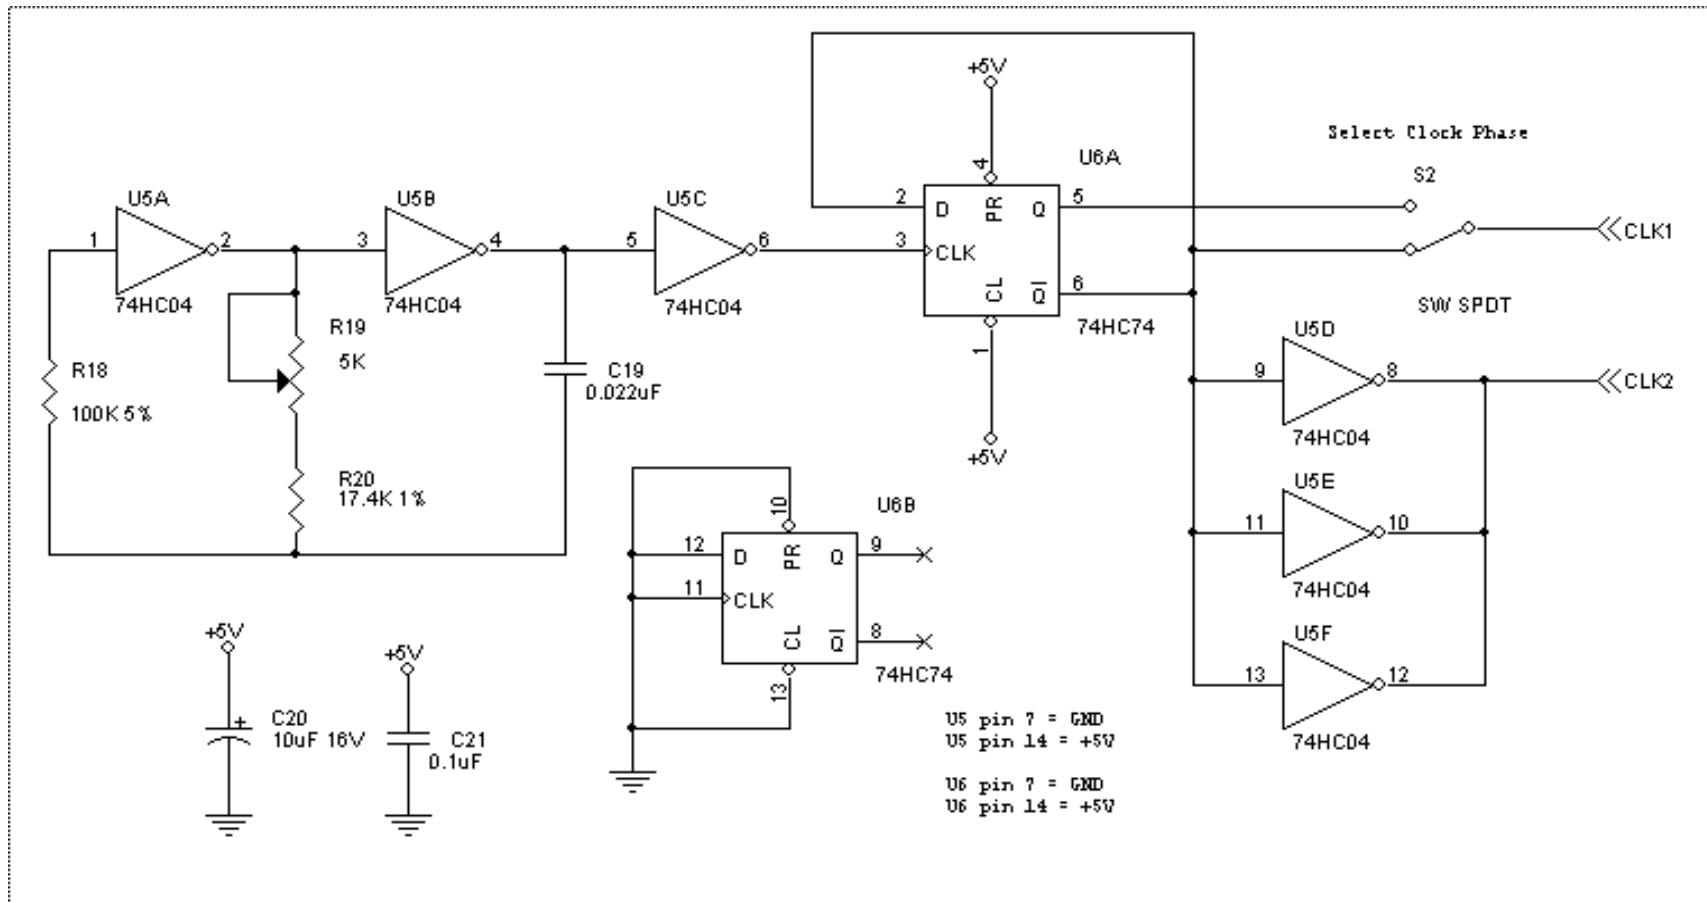 +5V
Select Clock Phase
U6A
S2
4
U5A
U5B
U5C
2
D
PR
Q
5
1
2
3
4
5
6
3
CLK
CLK1
CL
Q
6
74HC04
74HC04
74HC04
74HC74
SW SPDT
1
+5V
R18
100K 5%
R19
5K
C19
0.022uF
U5D
9
8
CLK2
74HC04
R20
17.4K 1%
U5E
11
10
74HC04
U5F
13
12
74HC04
10
U6B
12
D
PR
Q
9
11
CLK
CL
Q
8
74HC74
13
+5V
+5V
C20
+
10uF 16V
C21
0.1uF
U5 pin 7 = GND
U5 pin 14 = +5V
U6 pin 7 = GND
U6 pin 14 = +5V